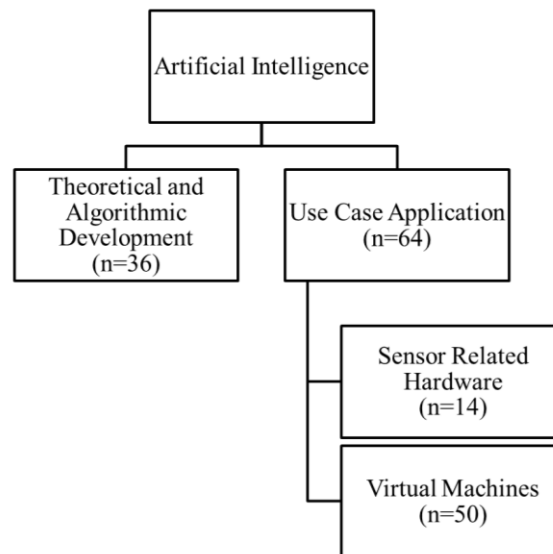 Artificial Intelligence
Theoretical and
Algorithmic
Development
(n=36)
Use Case Application
(n=64)
Sensor Related
Hardware
(n=14)
Virtual Machines
(n=50)